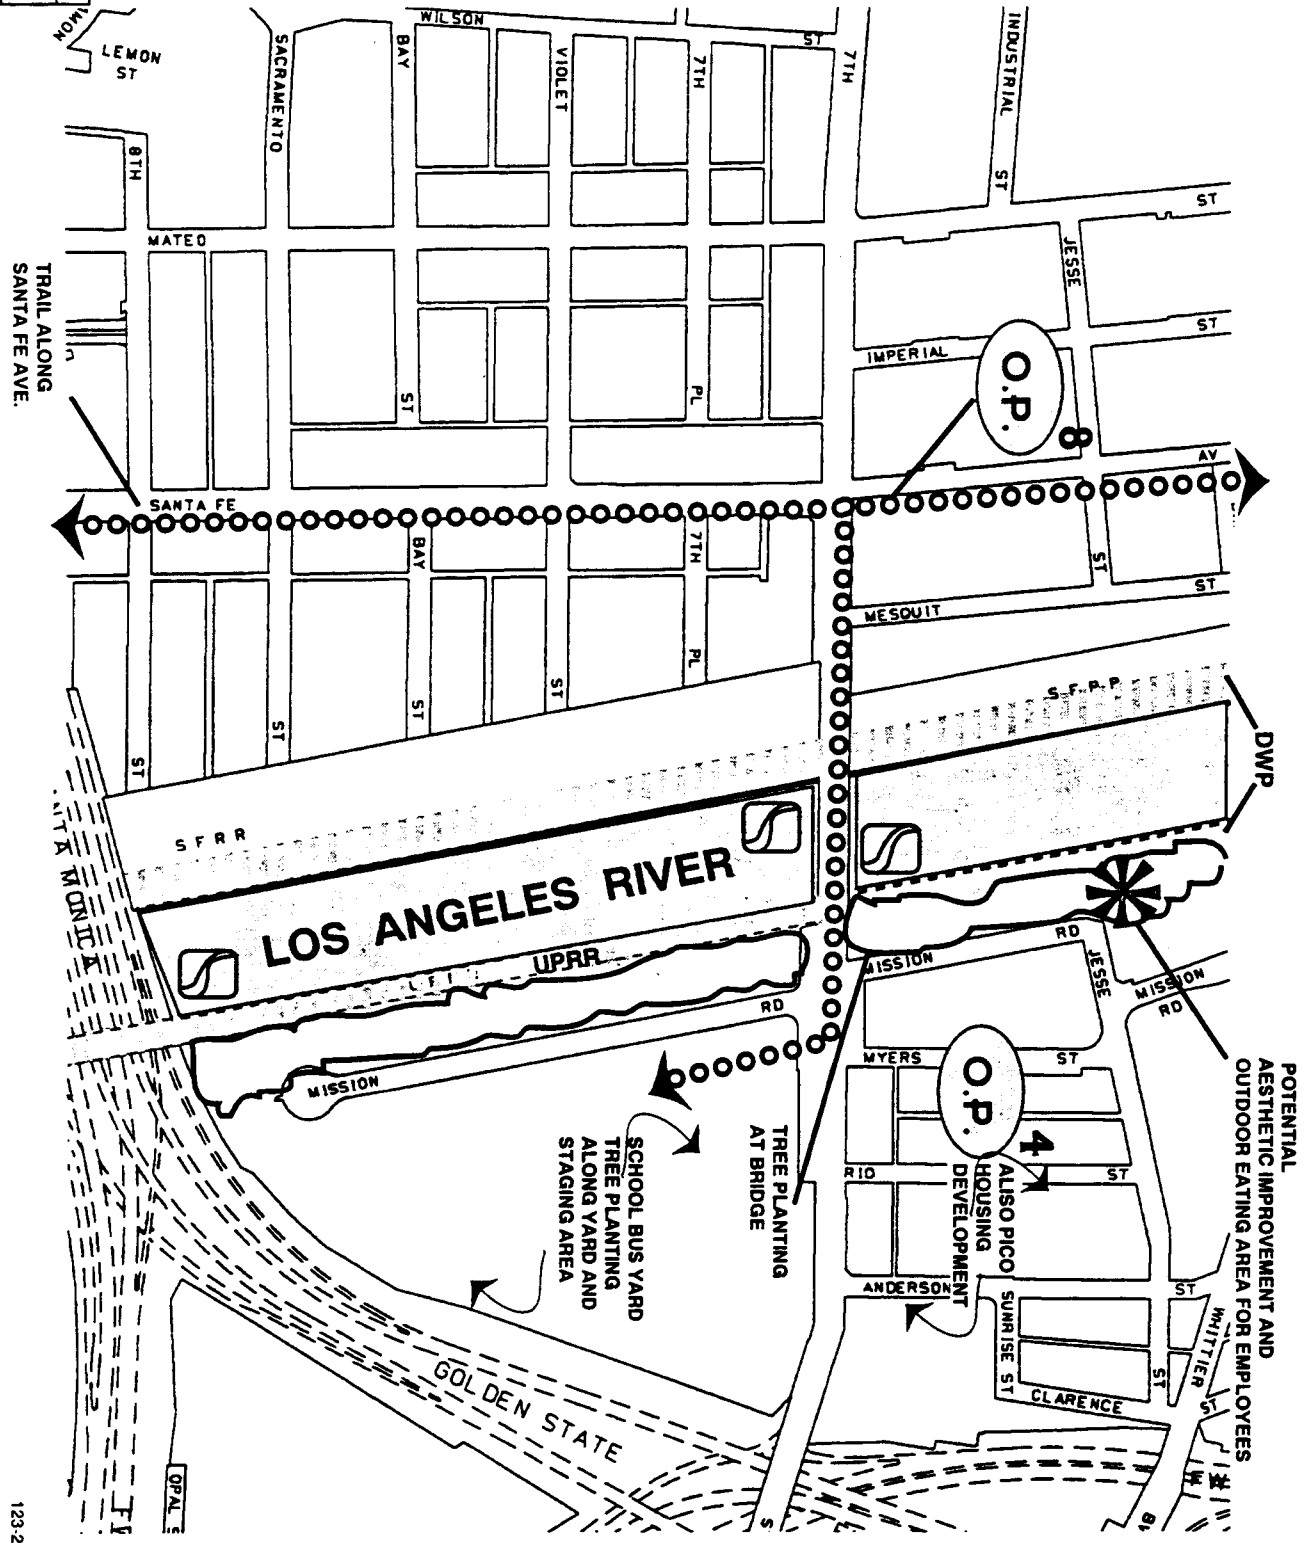 LEMON
ST
WILSON
ST
SACRAMENTO
BAY
VIOLET
7TH
7TH
INDUSTRIAL
ST
8TH
MATEO
ST
JESSE
ST
IMPERIAL
O.P.
8
ST
PL
AV
TRAIL ALONG
SANTA FE AVE.
SANTA FE
BAY
7TH
ST
ST
MESQUIT
PL
ST
ST
ST
ST
DWP
SFRR
LOS ANGELES RIVER
UPRR
MISSION
RD
JESSE
MISSION
RD
RD
MISSION
MYERS
ST
O.P.
4
POTENTIAL
AESTHETIC IMPROVEMENT AND
OUTDOOR EATING AREA FOR EMPLOYEES
TREE PLANTING
AT BRIDGE
SCHOOL BUS YARD
TREE PLANTING
ALONG YARD AND
STAGING AREA
ALISO PICO
HOUSING
DEVELOPMENT
RIO
ST
ANDERSON
ST
SUNRISE ST
WHITTIER
ST
CLARENCE
ST
MONICA
GOLDEN STATE
OPAL
123-2